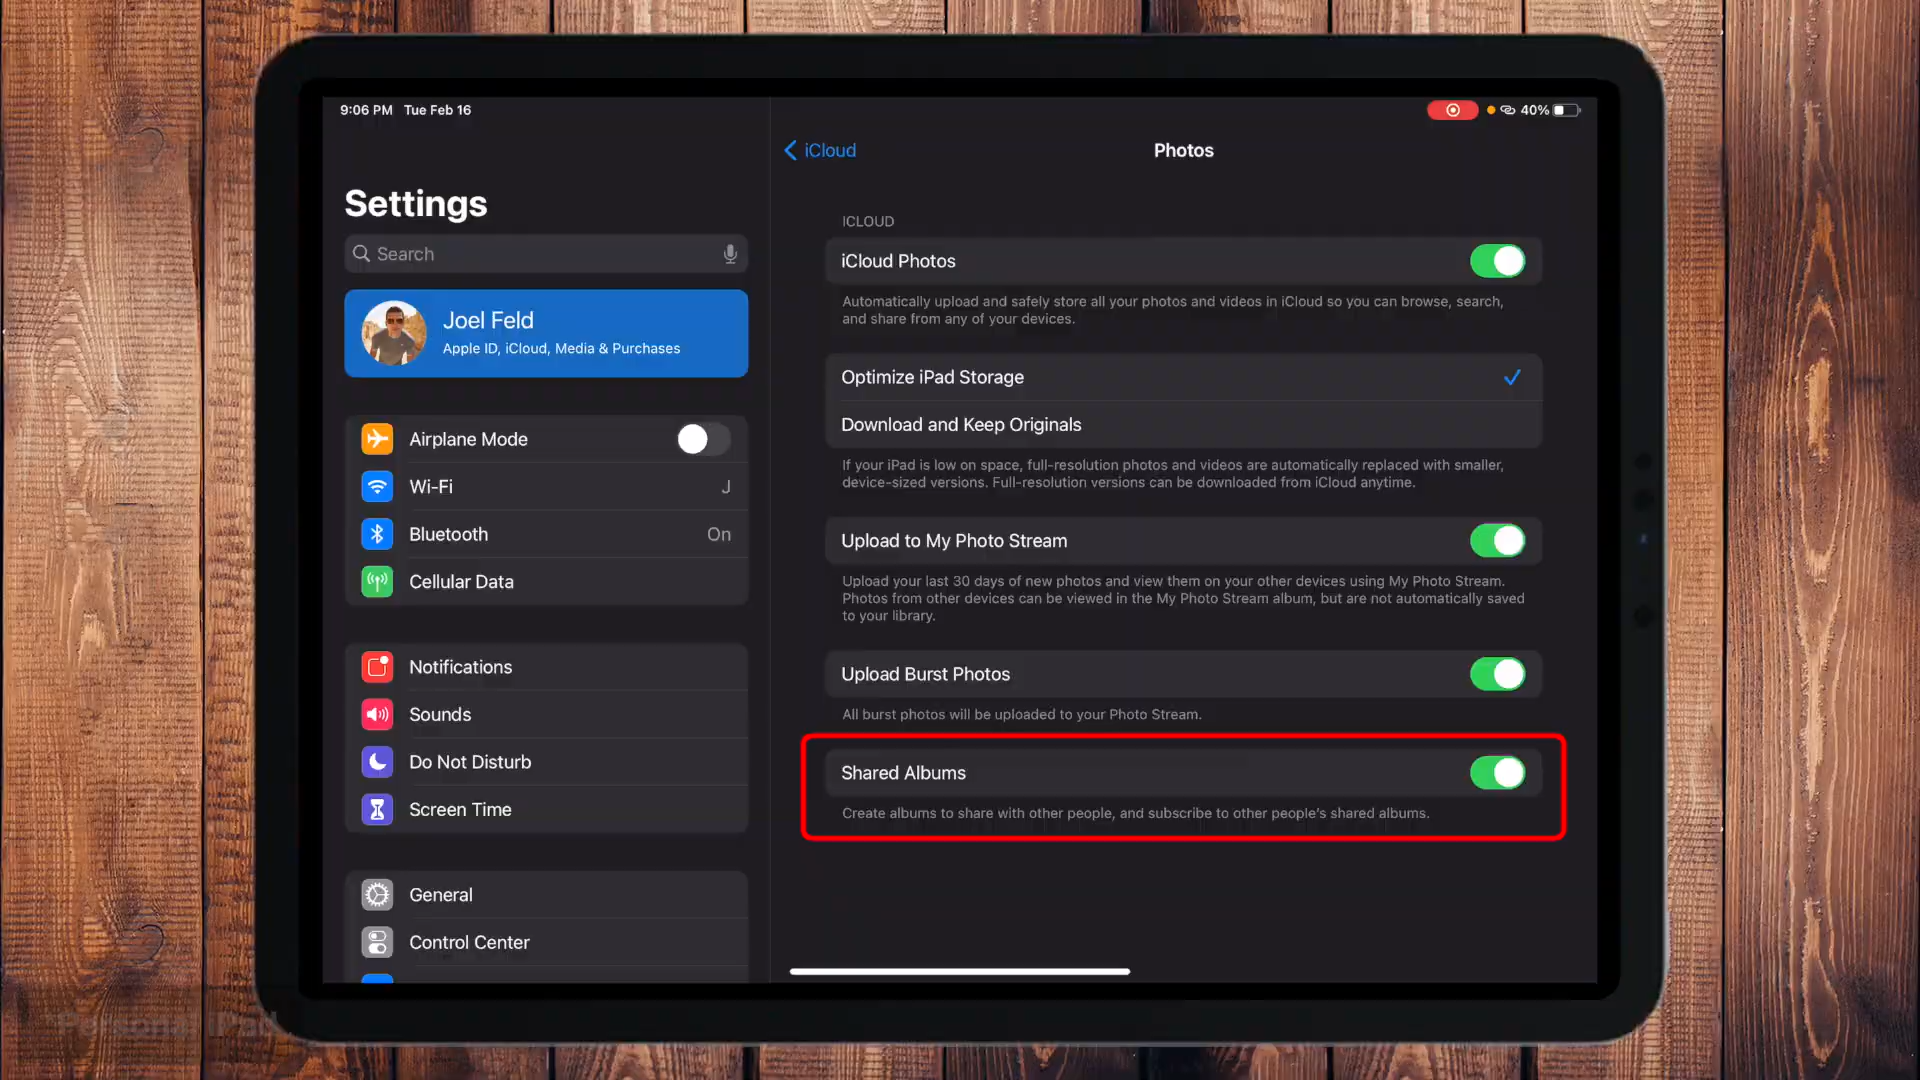 9:06 PM Tue Feb 16
40%
Settings
Search
Joel Feld
Apple ID, iCloud, Media & Purchases
Airplane Mode
Wi-Fi J
Bluetooth On
Cellular Data
Notifications
Sounds
Do Not Disturb
Screen Time
General
Control Center
iCloud
Photos
ICLOUD
iCloud Photos
Automatically upload and safely store all your photos and videos in iCloud so you can browse, search,
and share from any of your devices.
Optimize iPad Storage
Download and Keep Originals
If your iPad is low on space, full-resolution photos and videos are automatically replaced with smaller,
device-sized versions. Full-resolution versions can be downloaded from iCloud anytime.
Upload to My Photo Stream
Upload your last 30 days of new photos and view them on your other devices using My Photo Stream.
Photos from other devices can be viewed in the My Photo Stream album, but are not automatically saved
to your library.
Upload Burst Photos
All burst photos will be uploaded to your Photo Stream.
Shared Albums
Create albums to share with other people, and subscribe to other people's shared albums.
Personal iPad